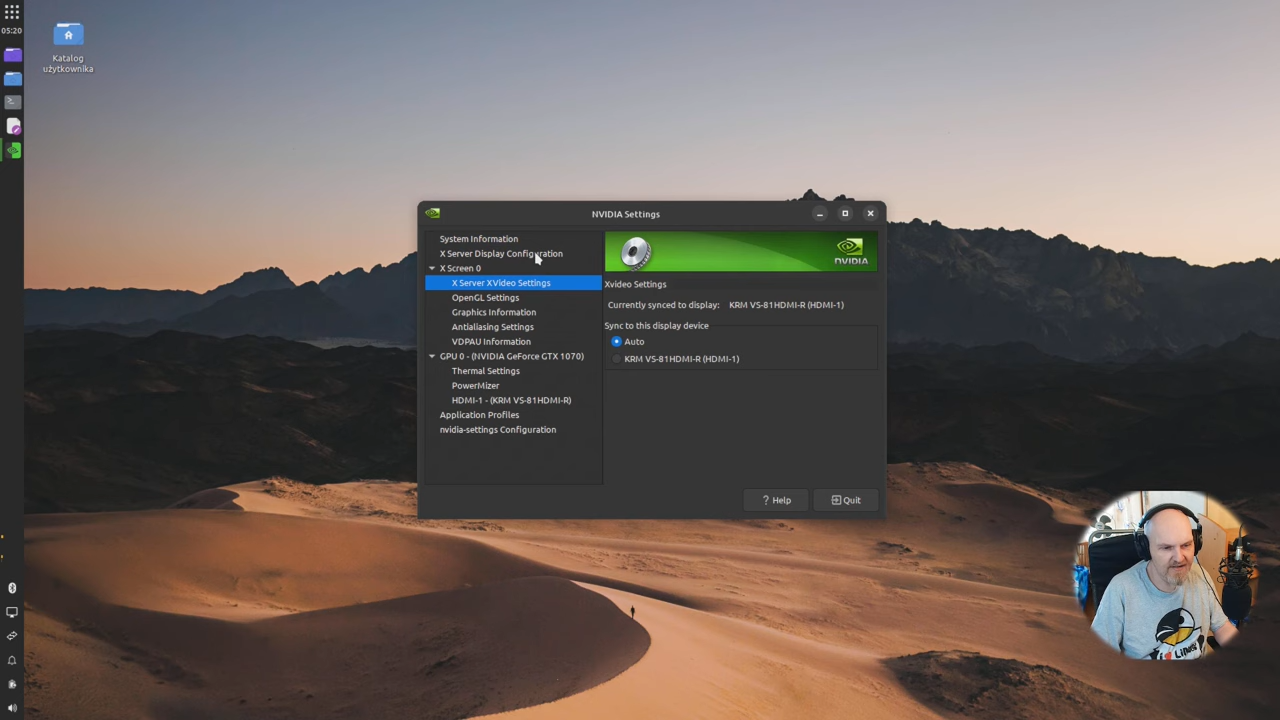 05:20
Katalog
użytkownika
NVIDIA Settings
System Information
X Server Display Configuration
X Screen 0
X Server XVideo Settings
OpenGL Settings
Graphics Information
Antialiasing Settings
VDPAU Information
GPU 0 - (NVIDIA GeForce GTX 1070)
Thermal Settings
PowerMizer
HDMI-1 - (KRM VS-81HDMI-R)
Application Profiles
nvidia-settings Configuration
NVIDIA
Xvideo Settings
Currently synced to display: KRM VS-81HDMI-R (HDMI-1)
Sync to this display device
Auto
KRM VS-81HDMI-R (HDMI-1)
Help
Quit